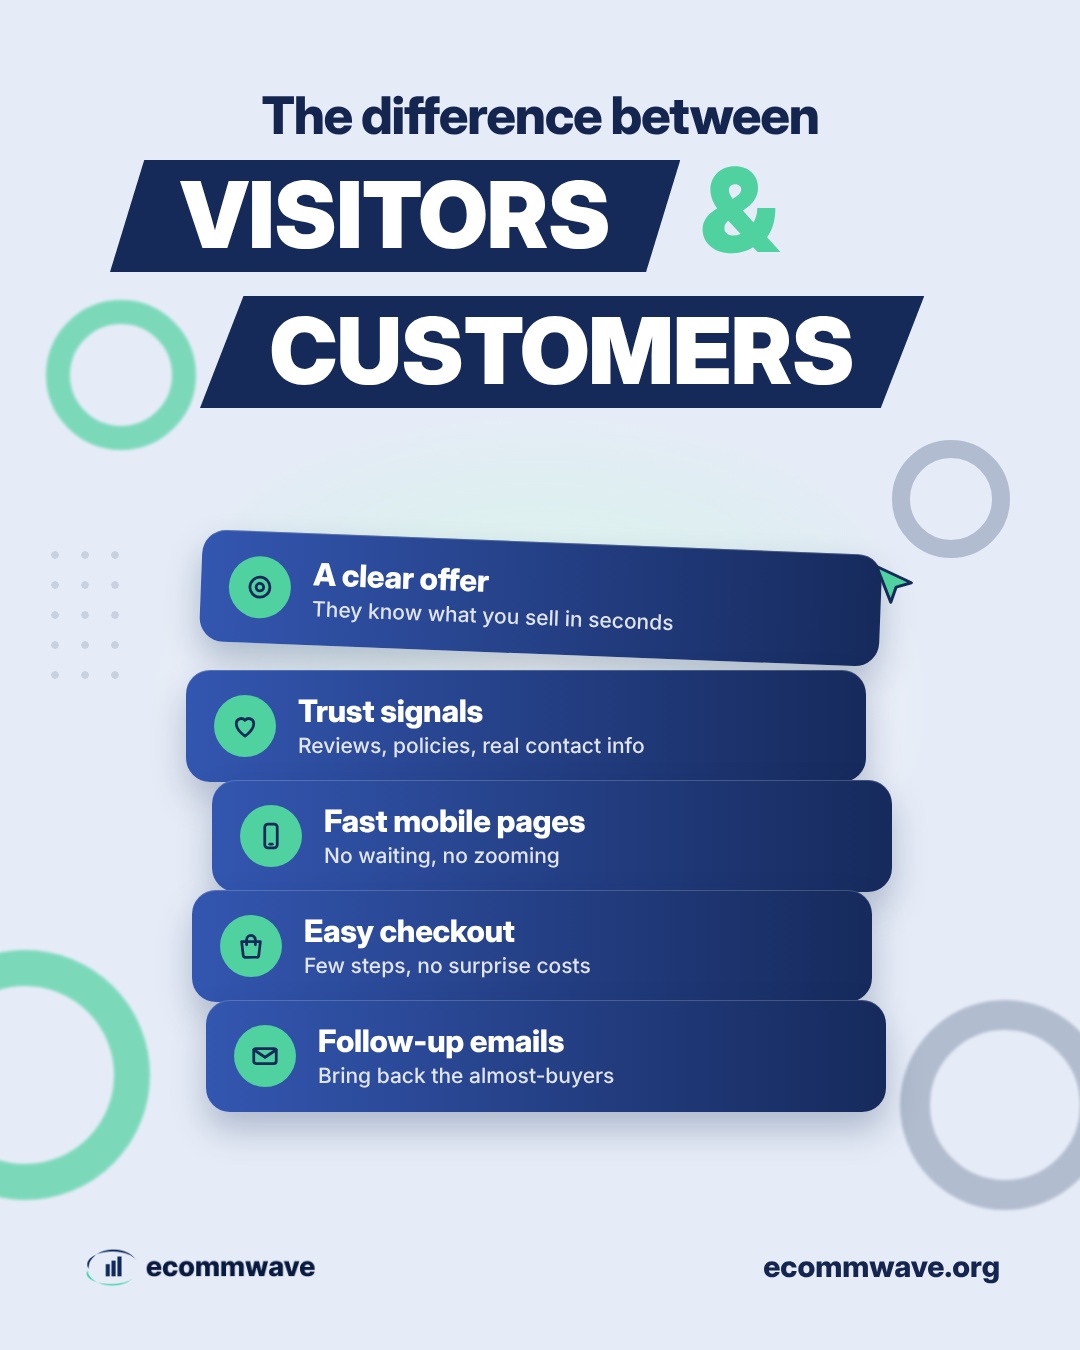 The difference between
VISITORS &
CUSTOMERS
A clear offer
They know what you sell in seconds
Trust signals
Reviews, policies, real contact info
Fast mobile pages
No waiting, no zooming
Easy checkout
Few steps, no surprise costs
Follow-up emails
Bring back the almost-buyers
ecommwave
ecommwave.org